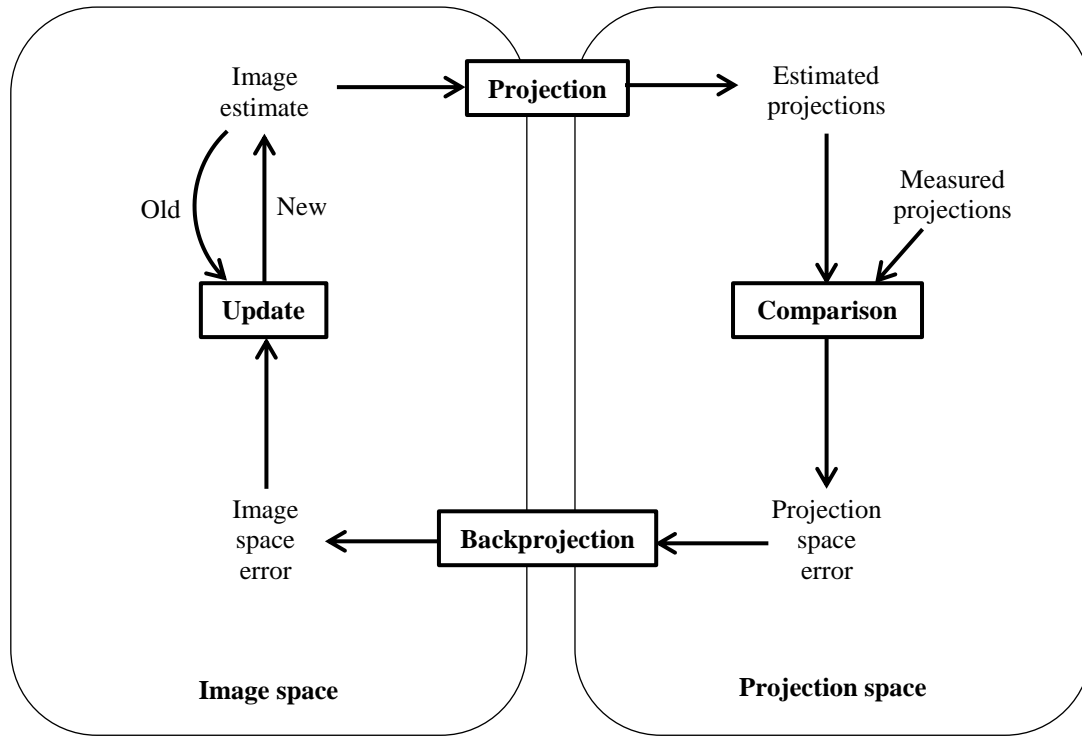 Image
estimate
Projection
Estimated
projections
Measured
projections
Old
New
Update
Comparison
Image
space
error
Backprojection
Projection
space
error
Image space
Projection space